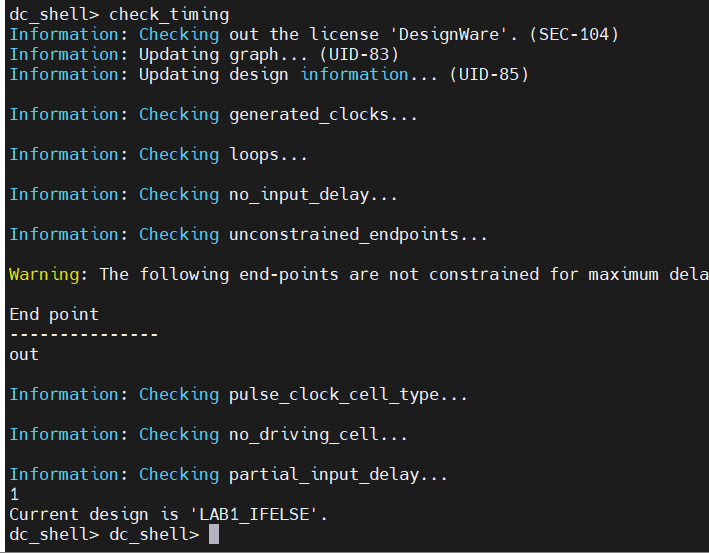 dc_shell> check_timing
Information: Checking out the license 'DesignWare'. (SEC-104)
Information: Updating graph... (UID-83)
Information: Updating design information... (UID-85)
Information: Checking generated_clocks...
Information: Checking loops...
Information: Checking no_input_delay...
Information: Checking unconstrained_endpoints...
Warning: The following end-points are not constrained for maximum dela
End point
---------------
out
Information: Checking pulse_clock_cell_type...
Information: Checking no_driving_cell...
Information: Checking partial_input_delay...
1
Current design is 'LAB1_IFELSE'.
dc_shell> dc_shell>